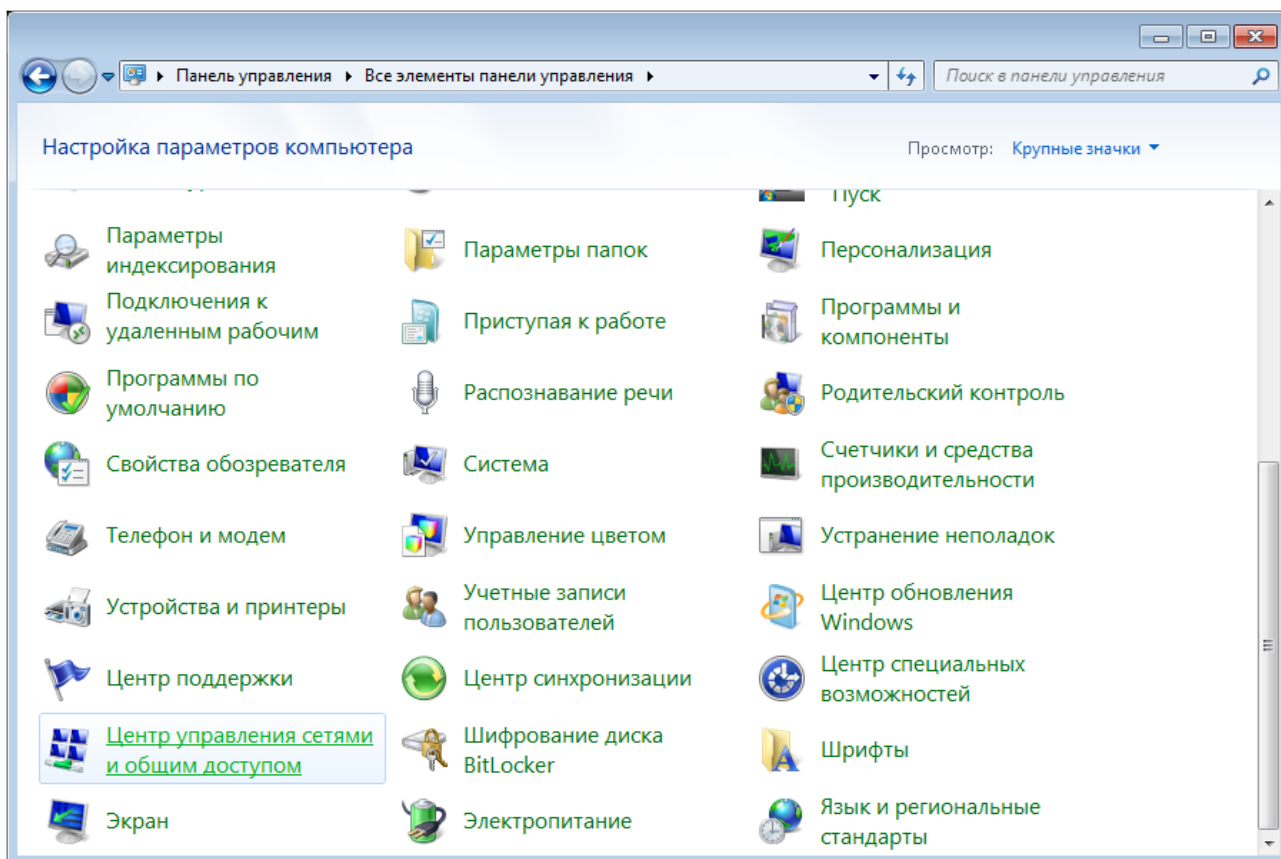 Панель управления Все элементы панели управления
Поиск в панели управления
Настройка параметров компьютера
Просмотр: Крупные значки
Пуск
Параметры
индексирования
Параметры папок
Персонализация
Подключения к
удаленным рабочим
Приступая к работе
Программы и
компоненты
Программы по
умолчанию
Распознавание речи
Родительский контроль
Свойства обозревателя
Система
Счетчики и средства
производительности
Телефон и модем
Управление цветом
Устранение неполадок
Устройства и принтеры
Учетные записи
пользователей
Центр обновления
Windows
Центр поддержки
Центр синхронизации
Центр специальных
возможностей
Центр управления сетями
и общим доступом
Шифрование диска
BitLocker
Шрифты
Экран
Электропитание
Язык и региональные
стандарты